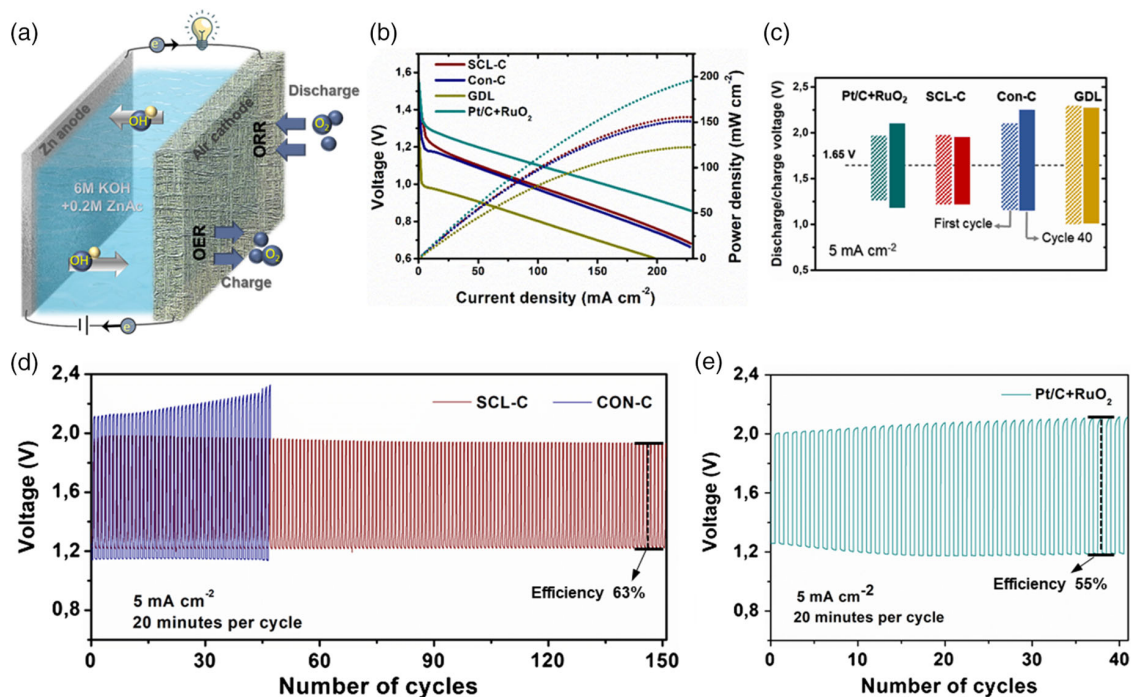 (a)
e
Discharge
Zn anode
Air cathode
OH
O₂
ORR
6M KOH
+0.2M ZnAc
OER
OH
O₂
Charge
e
(b)
SCL-C
Con-C
GDL
Pt/C+RuO₂
1,6
1,4
1,2
1,0
0,8
0,6
Voltage (V)
200
150
100
50
0
Power density (mW cm⁻²)
0 50 100 150 200
Current density (mA cm⁻²)
(c)
Discharge/charge voltage (V)
2,5
2,0
1,5
1,0
0,5
Pt/C+RuO₂ SCL-C Con-C GDL
1.65 V
First cycle
Cycle 40
5 mA cm⁻²
(d)
2,4
2,0
1,6
1,2
0,8
Voltage (V)
SCL-C CON-C
Efficiency 63%
5 mA cm⁻²
20 minutes per cycle
0 30 60 90 120 150
Number of cycles
(e)
2,4
2,0
1,6
1,2
0,8
Voltage (V)
Pt/C+RuO₂
Efficiency 55%
5 mA cm⁻²
20 minutes per cycle
0 10 20 30 40
Number of cycles